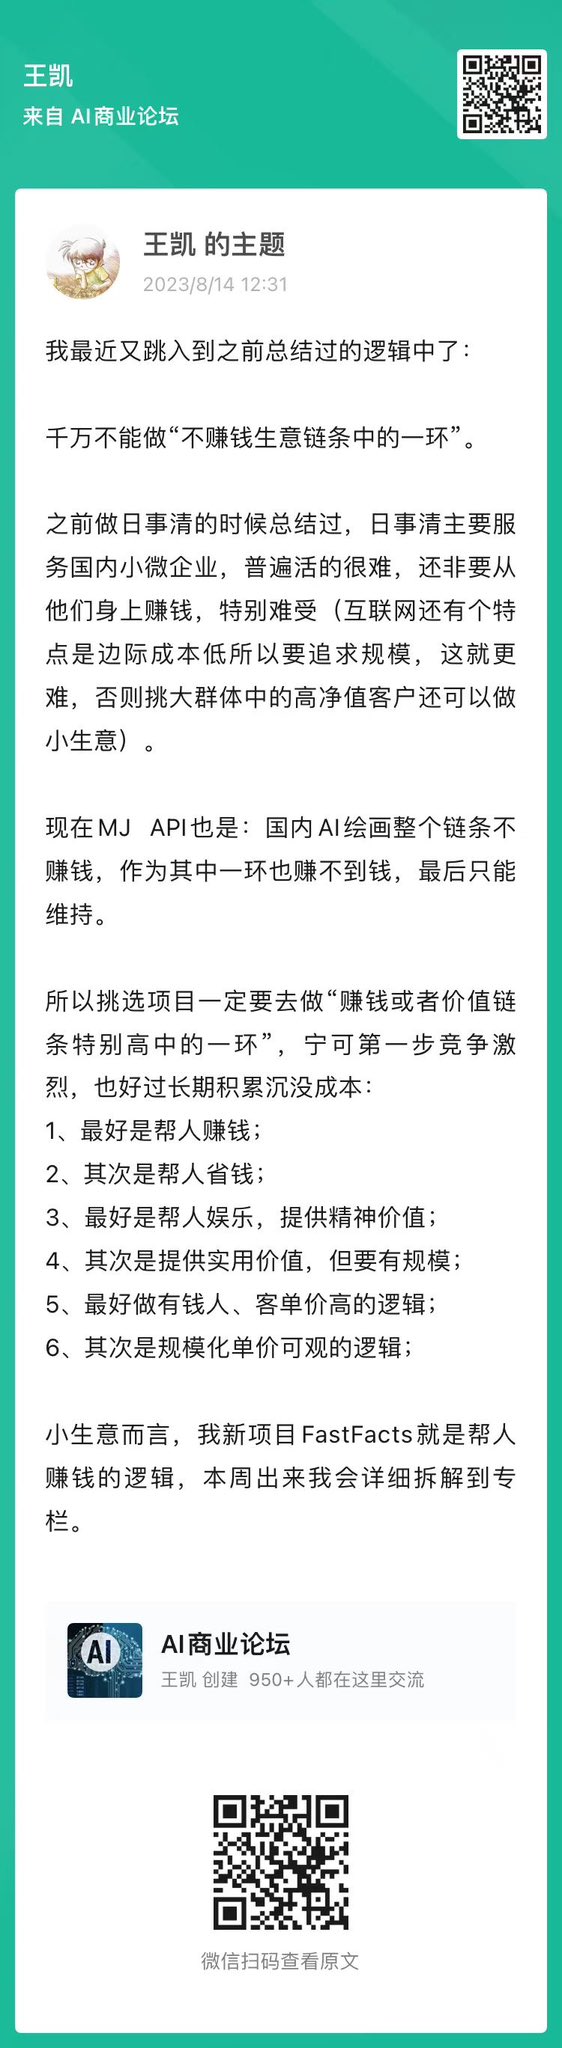 王凯
来自 AI商业论坛
王凯 的主题
2023/8/14 12:31
我最近又跳入到之前总结过的逻辑中了：
千万不能做“不赚钱生意链条中的一环”。
之前做日事清的时候总结过，日事清主要服
务国内小微企业，普遍活的很难，还非要从
他们身上赚钱，特别难受（互联网还有个特
点是边际成本低所以要追求规模，这就更
难，否则挑大群体中的高净值客户还可以做
小生意）。
现在MJ API也是：国内AI绘画整个链条不
赚钱，作为其中一环也赚不到钱，最后只能
维持。
所以挑选项目一定要去做“赚钱或者价值链
条特别高中的一环”，宁可第一步竞争激
烈，也好过长期积累沉没成本：
1、最好是帮人赚钱；
2、其次是帮人省钱；
3、最好是帮人娱乐，提供精神价值；
4、其次是提供实用价值，但要有规模；
5、最好做有钱人、客单价高的逻辑；
6、其次是规模化单价可观的逻辑；
小生意而言，我新项目FastFacts就是帮人
赚钱的逻辑，本周出来我会详细拆解到专
栏。
AI
AI商业论坛
王凯 创建 950+人都在这里交流
微信扫码查看原文